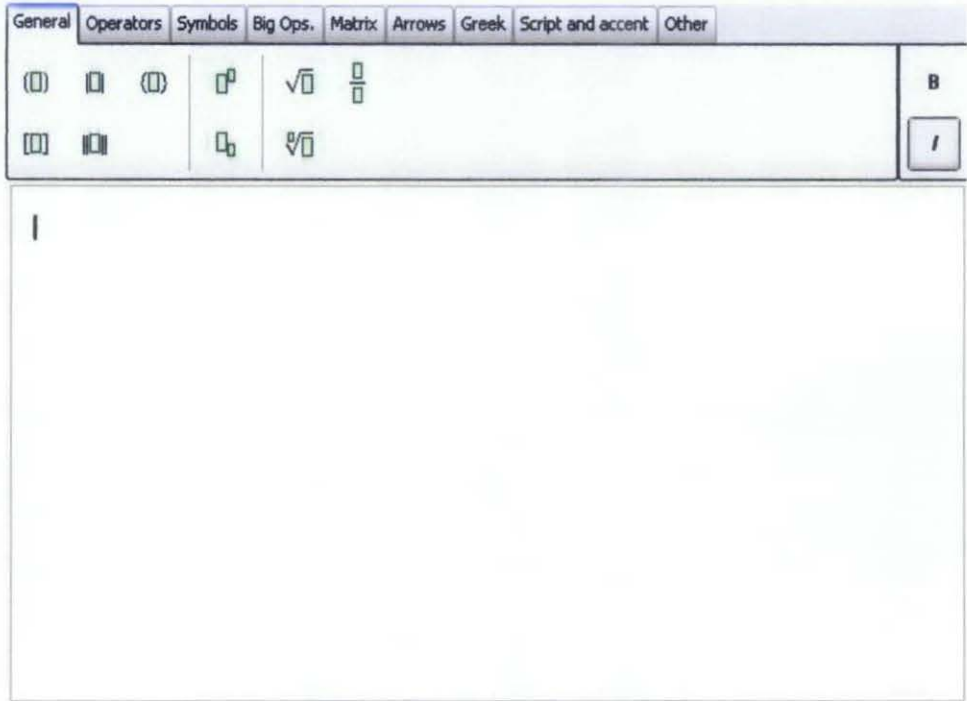 General Operators Symbols Big Ops. Matrix Arrows Greek Script and accent Other
B
I